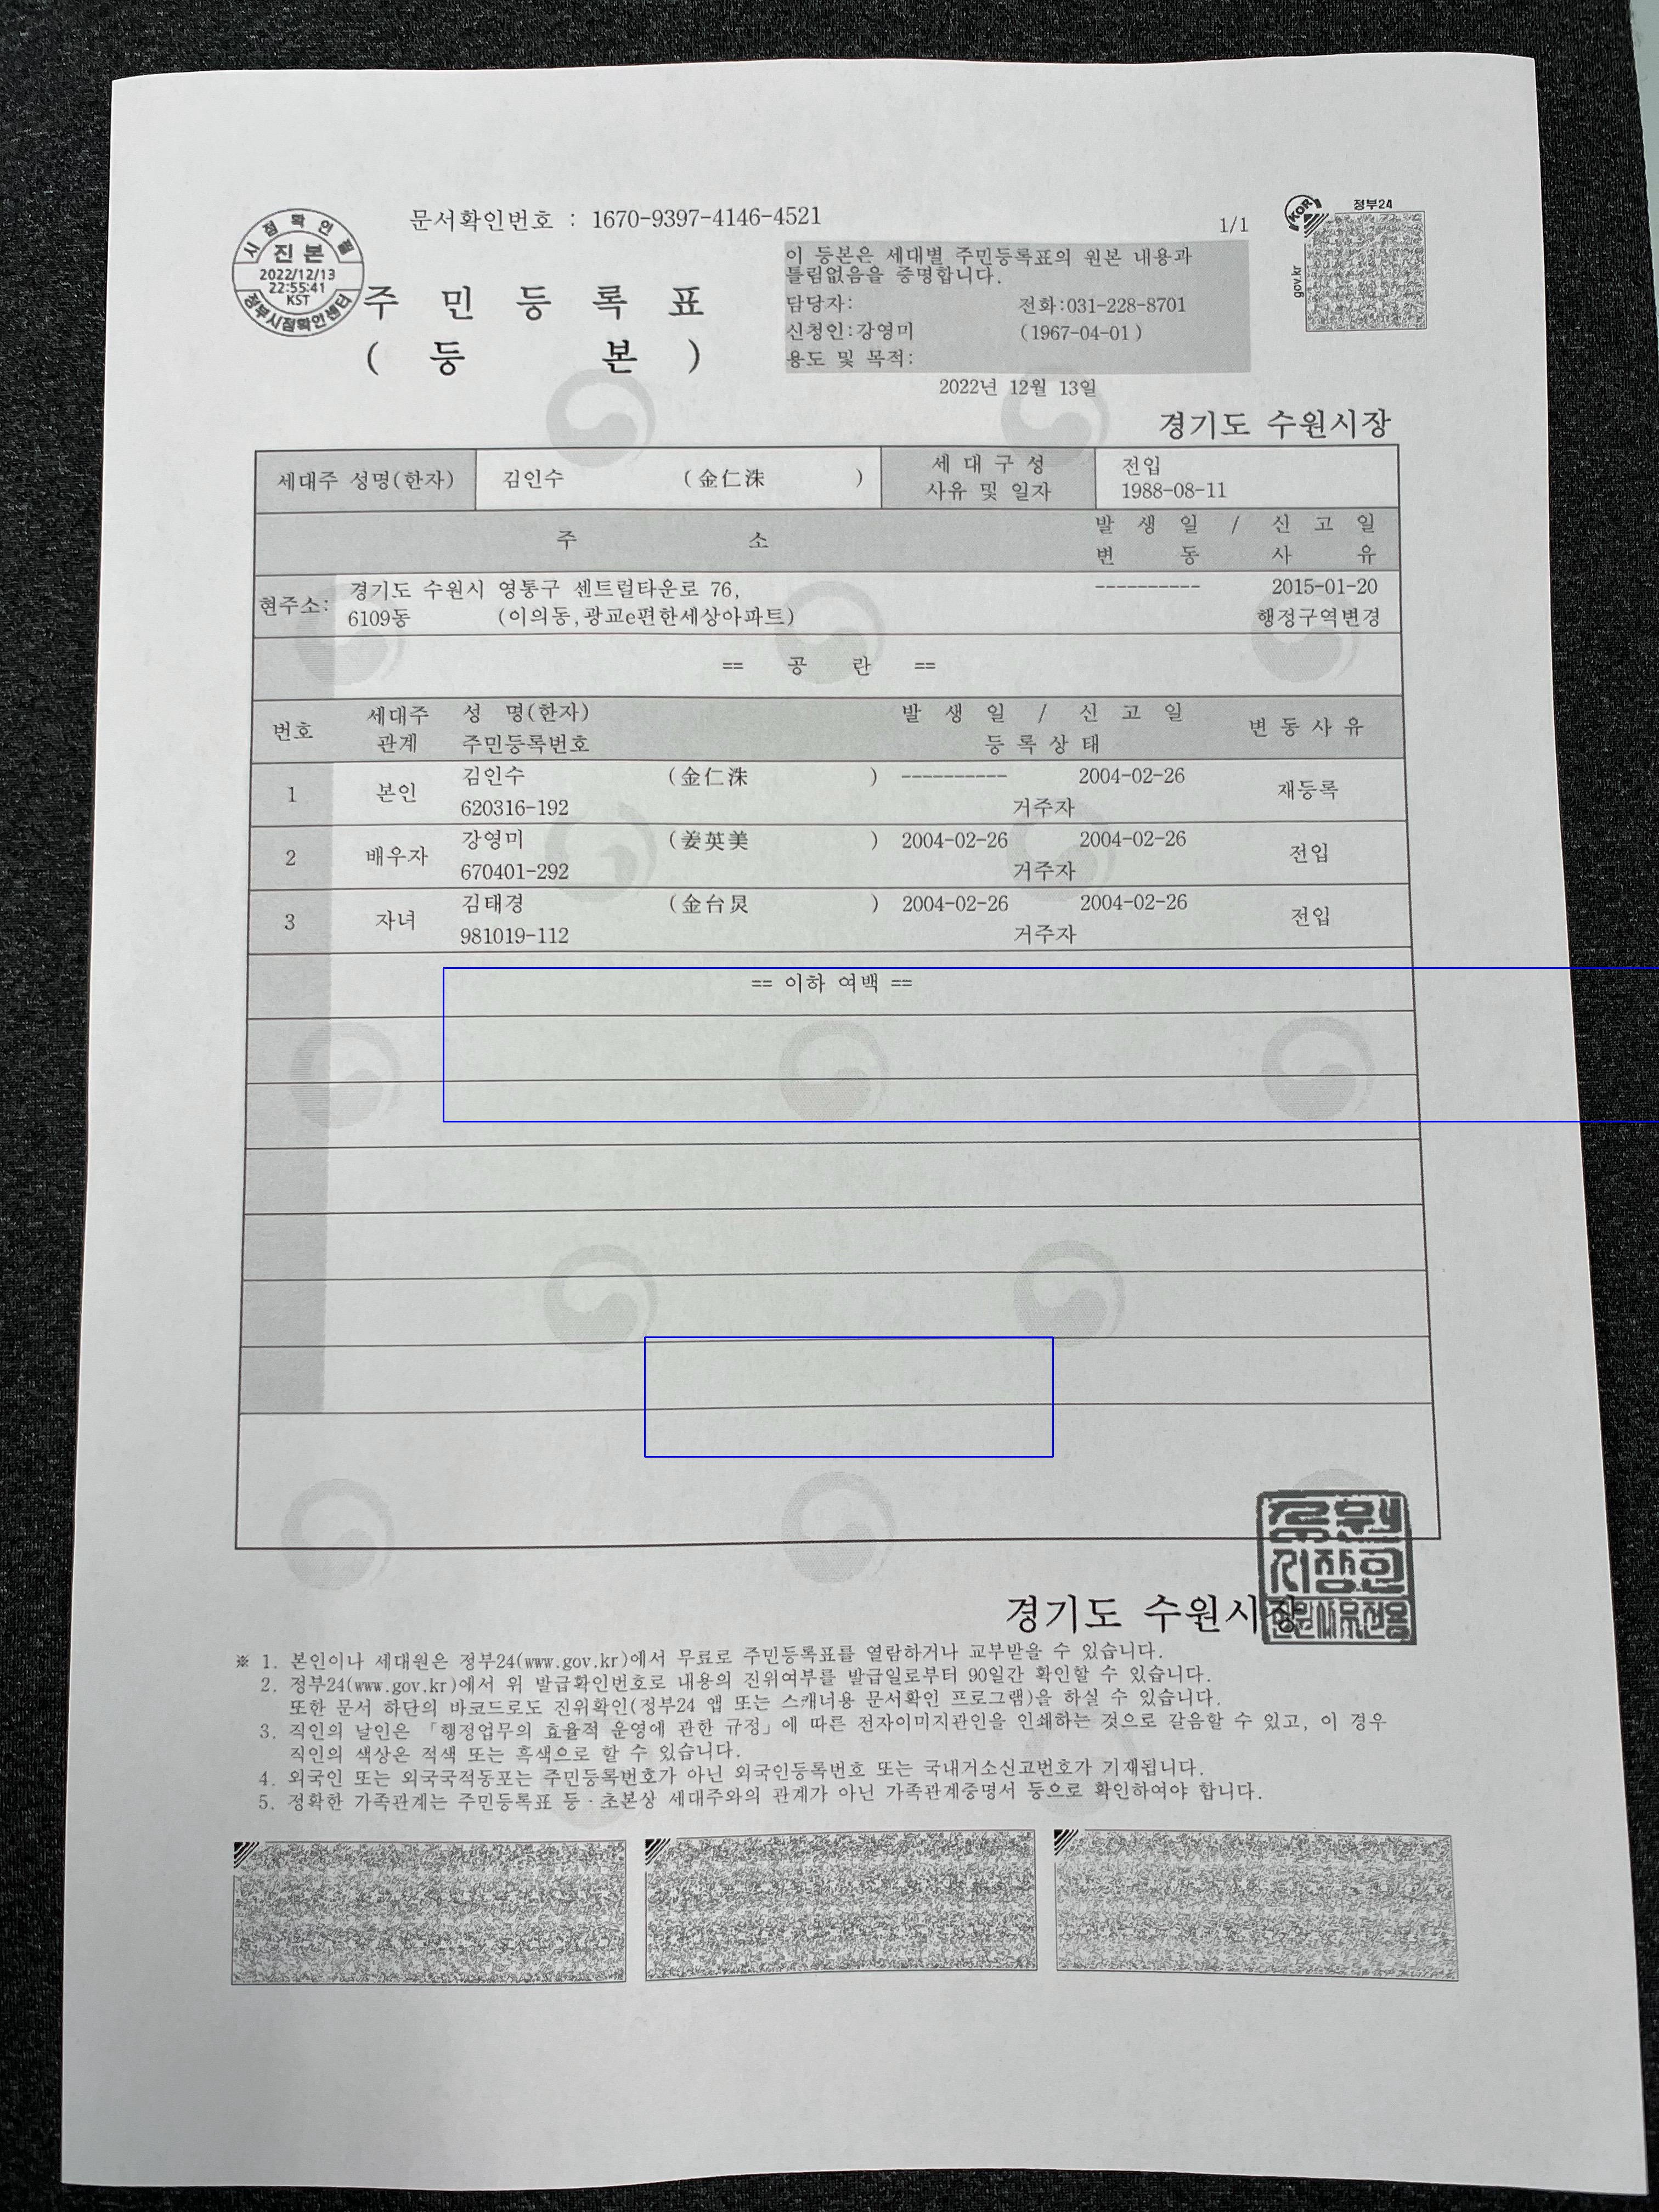 문서확인번호 : 1670-9397-4146-4521
1/1
정부24
gov.kr
시점확인필
진본
2022/12/13
22:55:41
KST
정부시점확인센터
주 민 등 록 표
( 등 본 )
이 등본은 세대별 주민등록표의 원본 내용과
틀림없음을 증명합니다.
담당자: 전화:031-228-8701
신청인:강영미 (1967-04-01)
용도 및 목적:
2022년 12월 13일
경기도 수원시장
세대주 성명(한자) 김인수 (金仁洙 ) 세 대 구 성 사유 및 일자 전입 1988-08-11
주 소 발 생 일 / 신 고 일
변 동 사 유
현주소: 경기도 수원시 영통구 센트럴타운로 76, ---------- 2015-01-20
6109동 (이의동,광교e편한세상아파트) 행정구역변경
== 공 란 ==
번호 세대주 관계 성 명(한자) 주민등록번호 발 생 일 / 신 고 일 등 록 상 태 변 동 사 유
1 본인 김인수 (金仁洙 ) ---------- 2004-02-26 재등록
620316-192 거주자
2 배우자 강영미 (姜英美 ) 2004-02-26 2004-02-26 전입
670401-292 거주자
3 자녀 김태경 (金台炅 ) 2004-02-26 2004-02-26 전입
981019-112 거주자
== 이하 여백 ==
경기도 수원시장
※ 1. 본인이나 세대원은 정부24(www.gov.kr)에서 무료로 주민등록표를 열람하거나 교부받을 수 있습니다.
2. 정부24(www.gov.kr)에서 위 발급확인번호로 내용의 진위여부를 발급일로부터 90일간 확인할 수 있습니다.
또한 문서 하단의 바코드로도 진위확인(정부24 앱 또는 스캐너용 문서확인 프로그램)을 하실 수 있습니다.
3. 직인의 날인은 「행정업무의 효율적 운영에 관한 규정」에 따른 전자이미지관인을 인쇄하는 것으로 갈음할 수 있고, 이 경우
직인의 색상은 적색 또는 흑색으로 할 수 있습니다.
4. 외국인 또는 외국국적동포는 주민등록번호가 아닌 외국인등록번호 또는 국내거소신고번호가 기재됩니다.
5. 정확한 가족관계는 주민등록표 등·초본상 세대주와의 관계가 아닌 가족관계증명서 등으로 확인하여야 합니다.